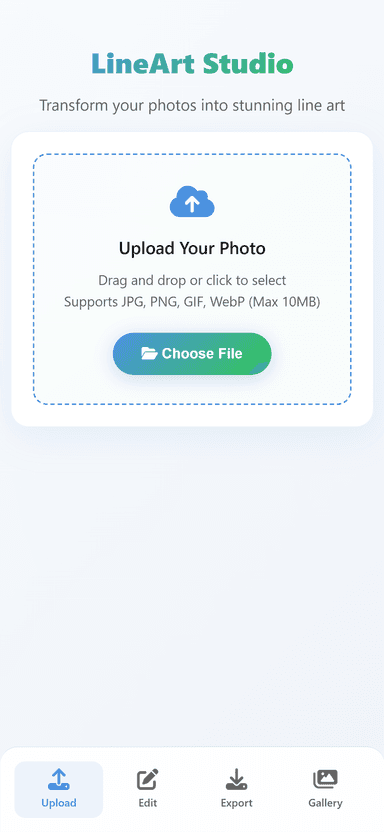 LineArt Studio
Transform your photos into stunning line art
Upload Your Photo
Drag and drop or click to select
Supports JPG, PNG, GIF, WebP (Max 10MB)
Choose File
Upload
Edit
Export
Gallery